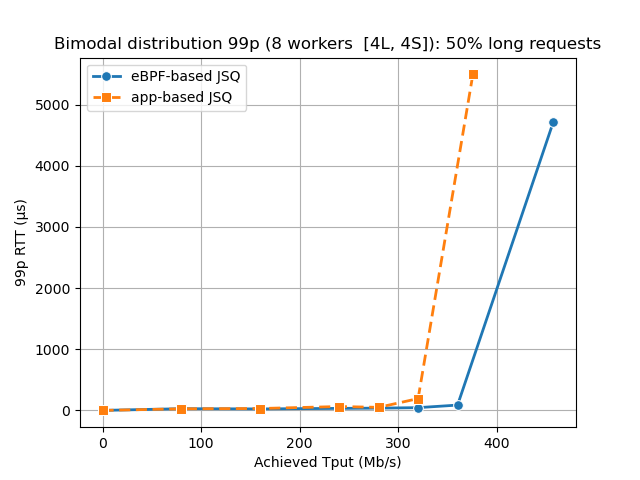 Bimodal distribution 99p (8 workers  [4L, 4S]): 50% long requests
eBPF-based JSQ
app-based JSQ
5000
4000
3000
2000
1000
0
99p RTT (µs)
0 100 200 300 400
Achieved Tput (Mb/s)